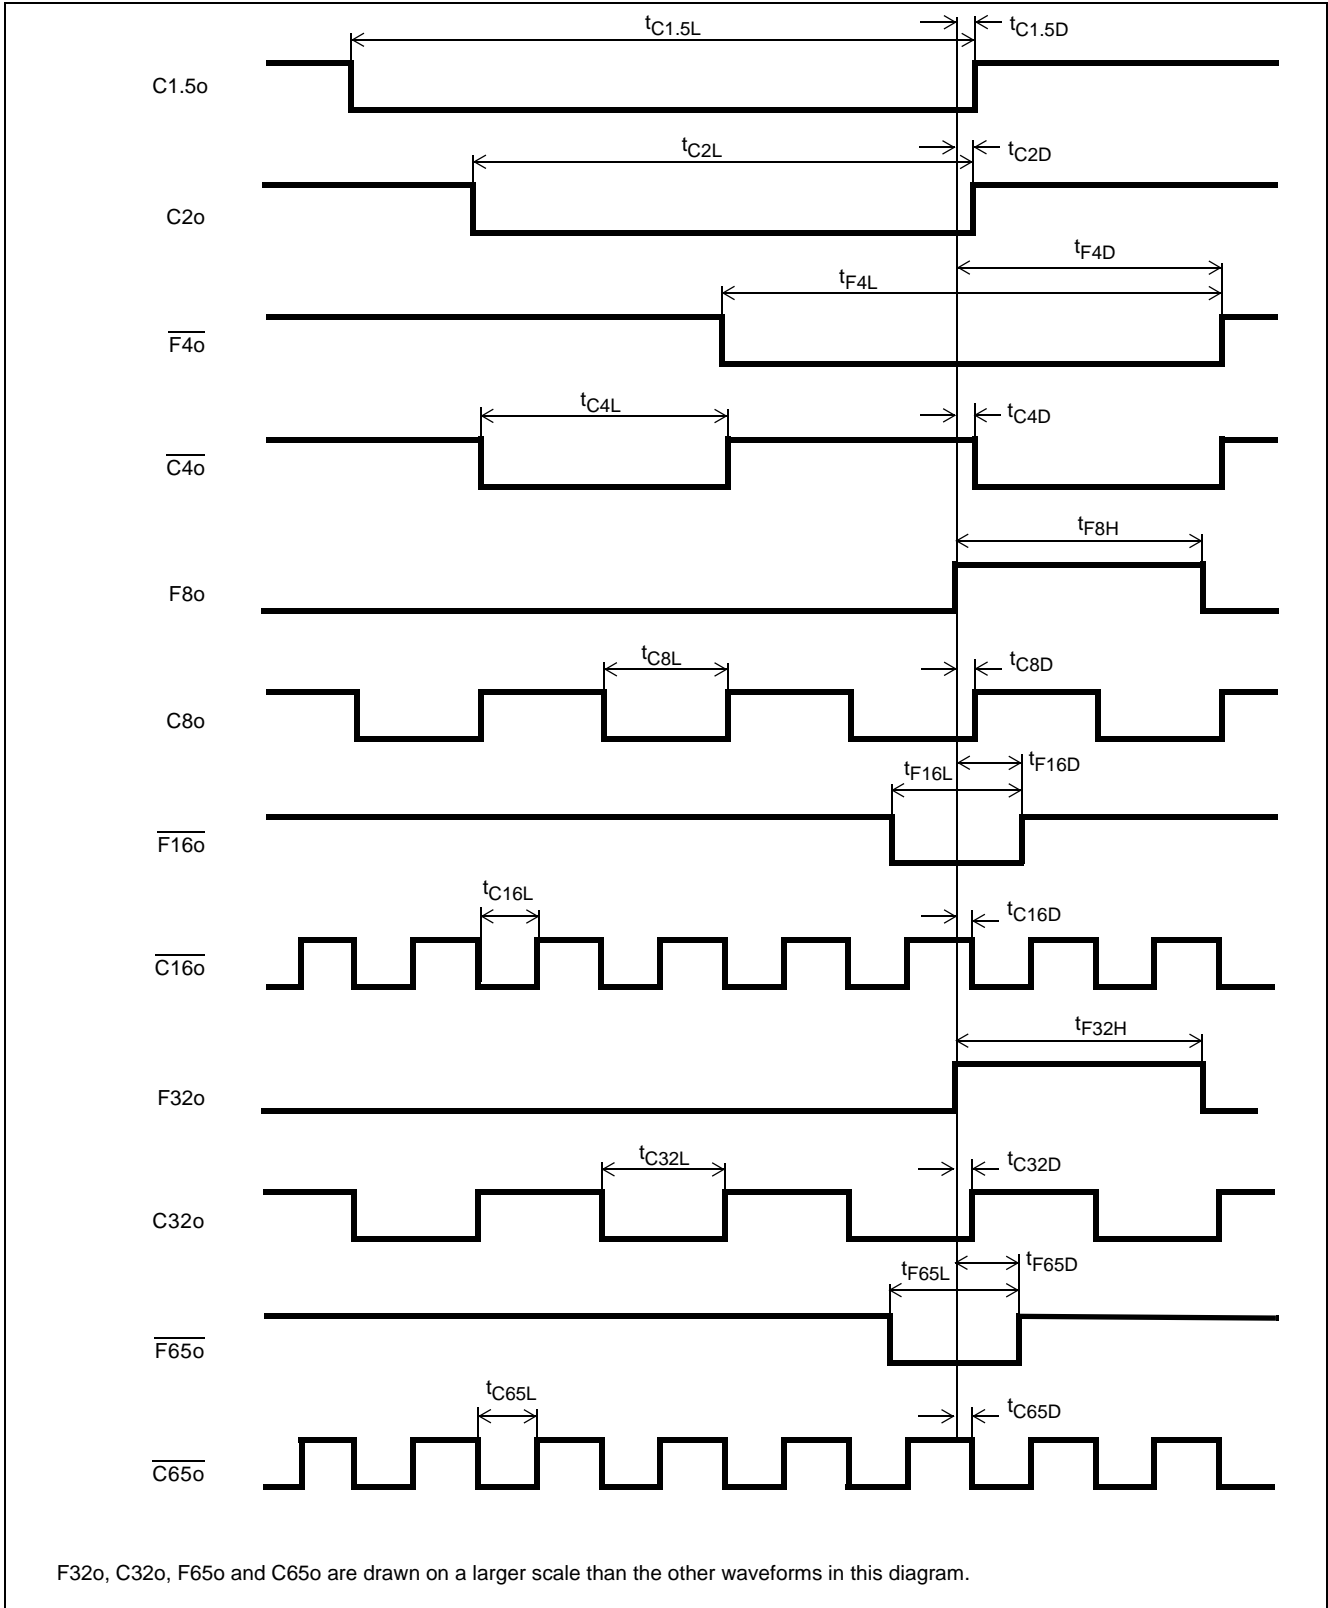 tC1.5L
tC1.5D
C1.5o
tC2L
tC2D
C2o
tF4D
tF4L
F4o
tC4L
tC4D
C4o
tF8H
F8o
tC8L
tC8D
C8o
tF16L
tF16D
F16o
tC16L
tC16D
C16o
tF32H
F32o
tC32L
tC32D
C32o
tF65L
tF65D
F65o
tC65L
tC65D
C65o
F32o, C32o, F65o and C65o are drawn on a larger scale than the other waveforms in this diagram.